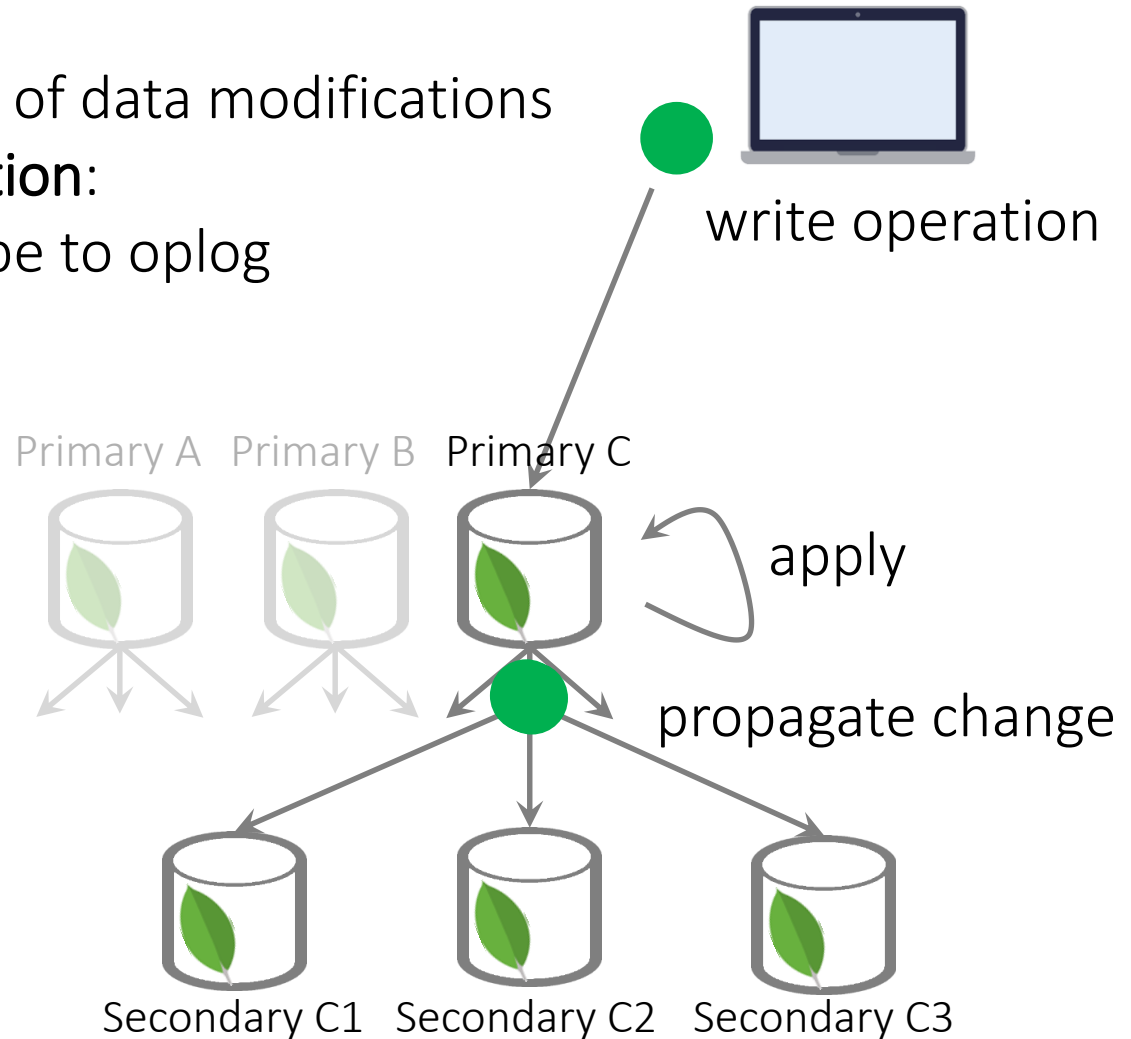 of data modifications
tion:
be to oplog
write operation
Primary A Primary B Primary C
apply
propagate change
Secondary C1 Secondary C2 Secondary C3